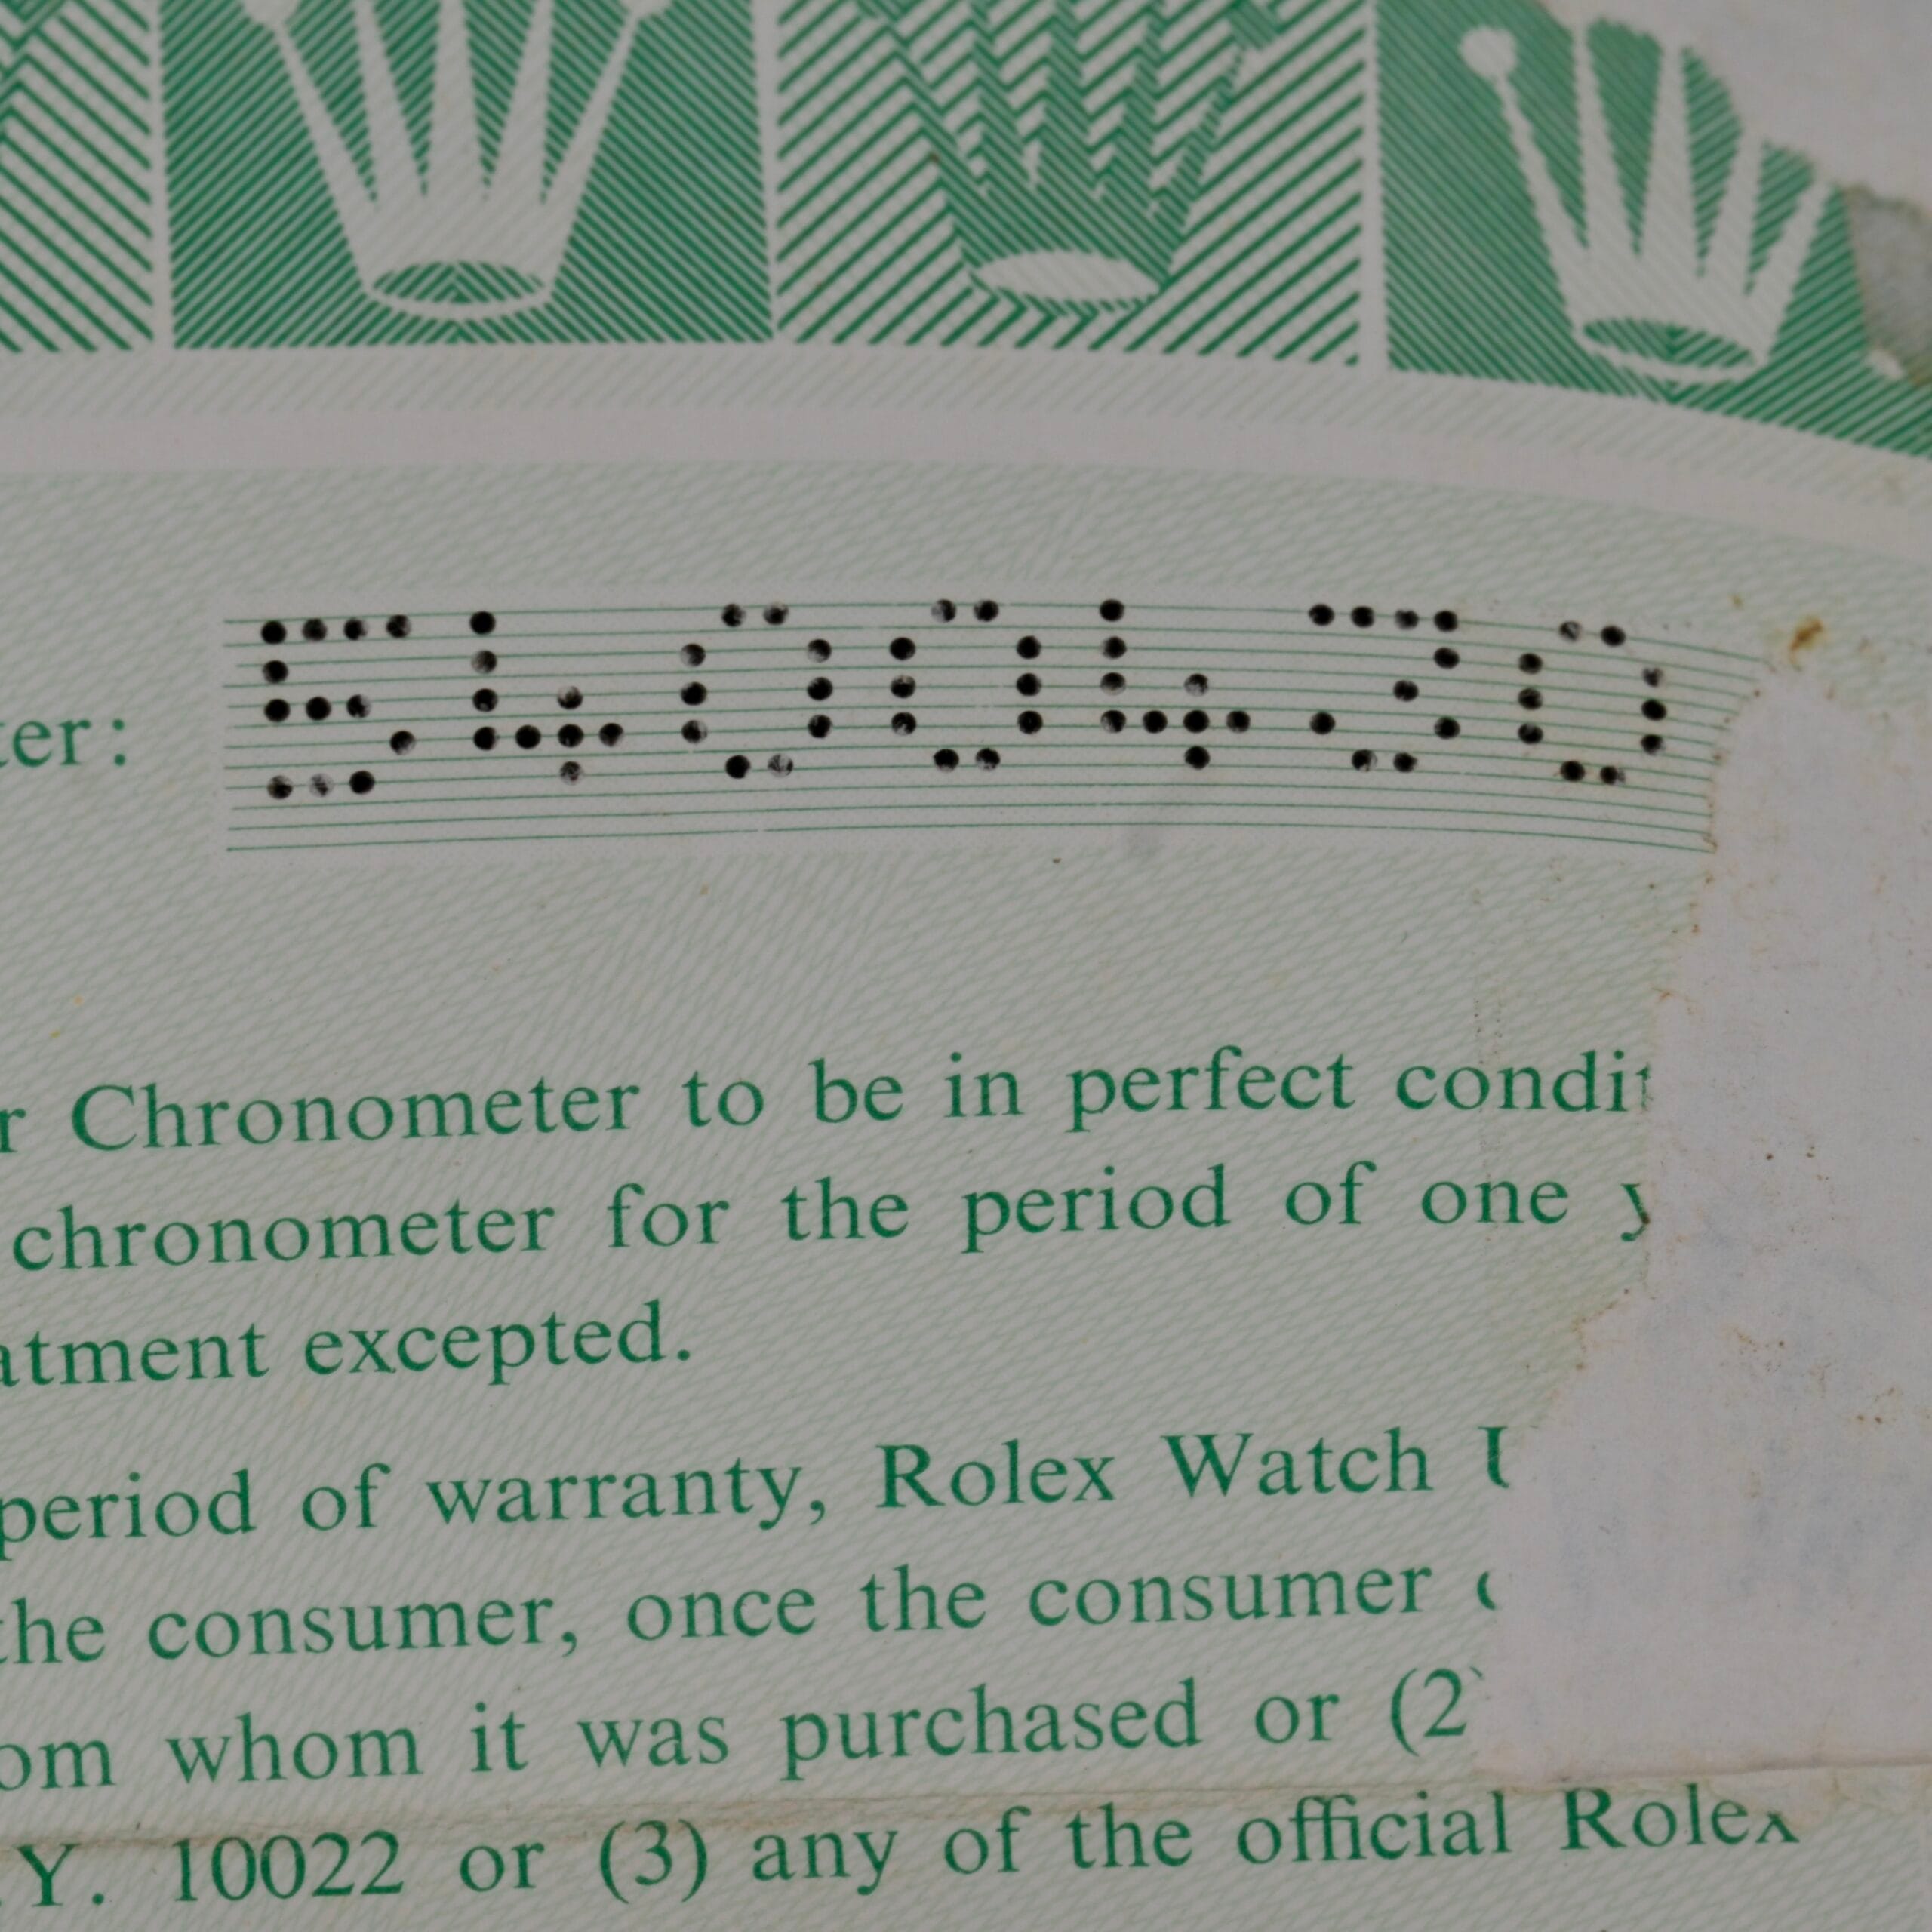 ter: 5400430
r Chronometer to be in perfect condit
chronometer for the period of one y
atment excepted.
period of warranty, Rolex Watch
the consumer, once the consumer
om whom it was purchased or (2)
.Y. 10022 or (3) any of the official Rolex